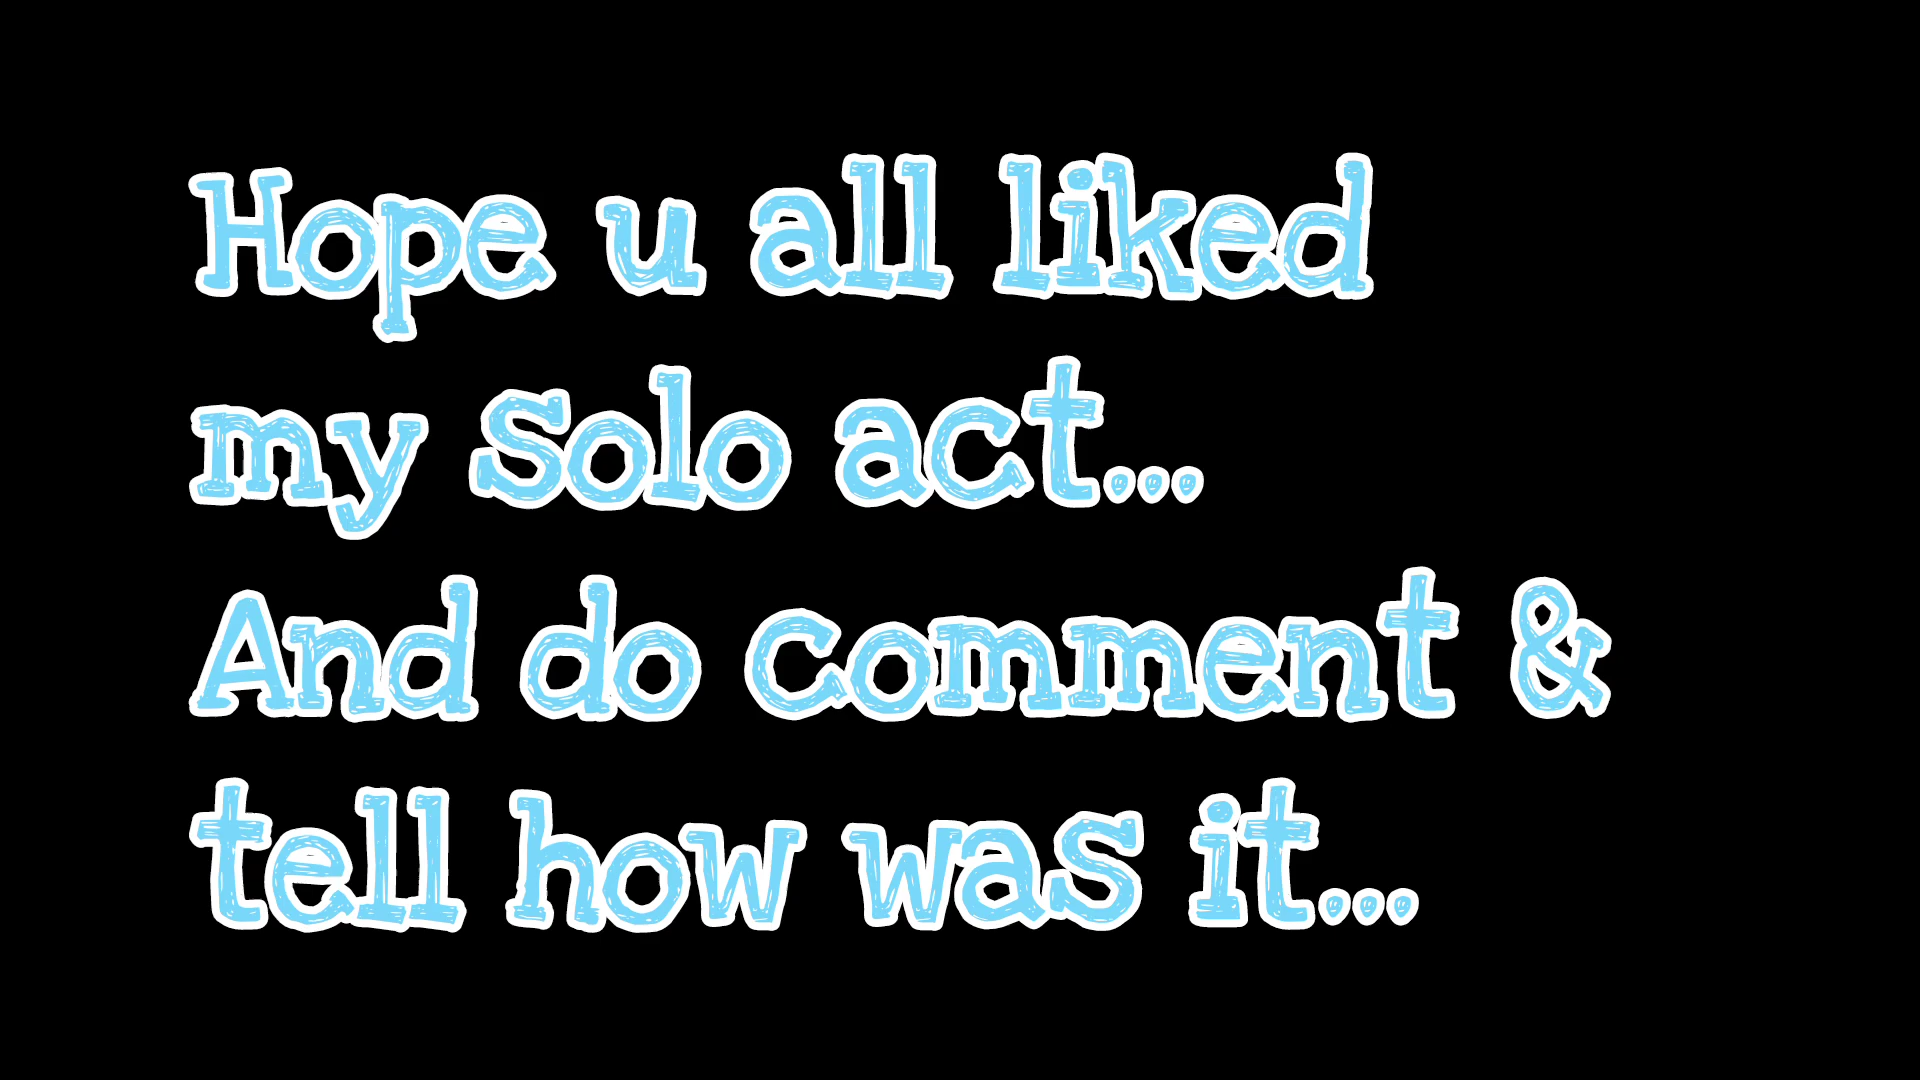 Hope u all liked
my solo act...
And do comment &
tell how was it...